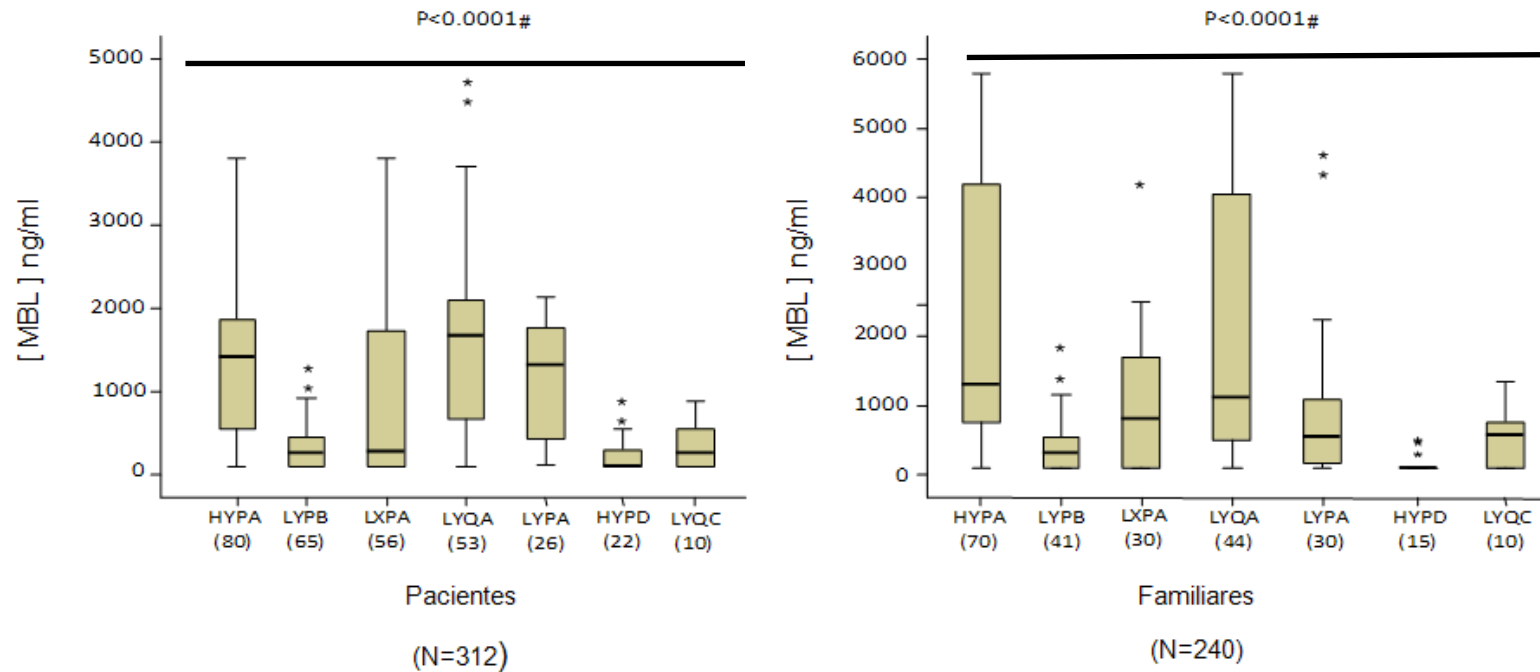 P<0.0001#
[ MBL ] ng/ml
5000
4000
3000
2000
1000
0
HYPA LYPB LXPA LYQA LYPA HYPD LYQC
(80) (65) (56) (53) (26) (22) (10)
Pacientes
(N=312)
P<0.0001#
[ MBL ] ng/ml
6000
5000
4000
3000
2000
1000
0
HYPA LYPB LXPA LYQA LYPA HYPD LYQC
(70) (41) (30) (44) (30) (15) (10)
Familiares
(N=240)